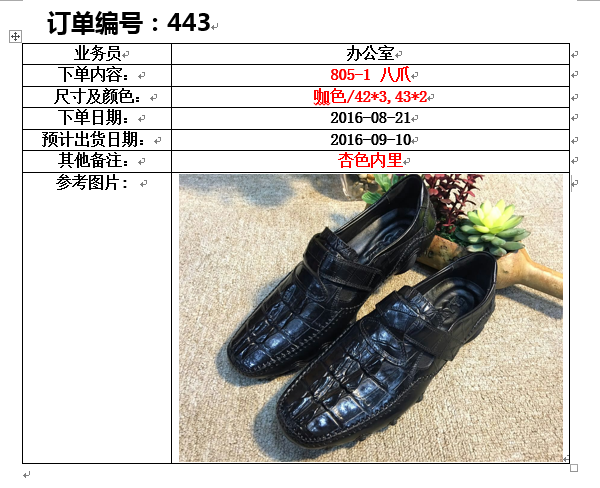 订单编号：443
业务员 办公室
下单内容： 805-1 八爪
尺寸及颜色： 咖色/42*3,43*2
下单日期： 2016-08-21
预计出货日期： 2016-09-10
其他备注： 杏色内里
参考图片：